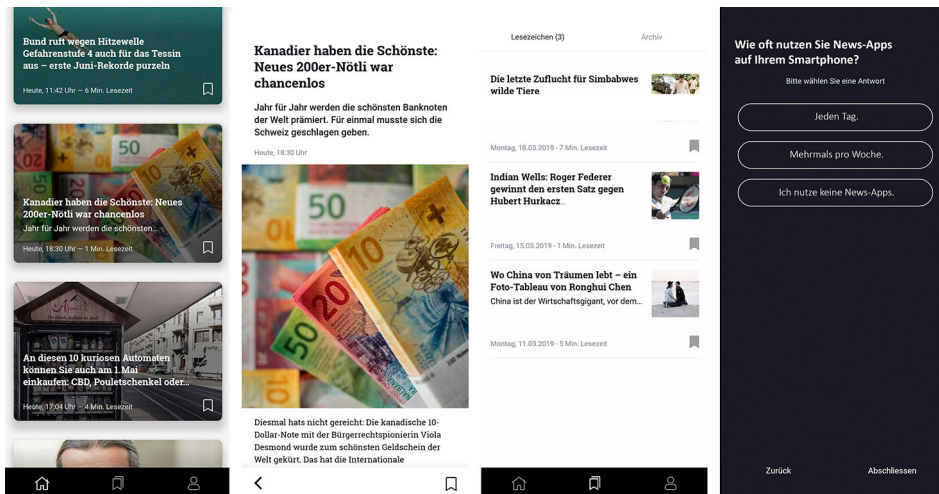 Bund ruft wegen Hitzewelle
Gefahrenstufe 4 auch für das Tessin
aus – erste Juni-Rekorde purzeln
Heute, 11:42 Uhr — 6 Min. Lesezeit
Kanadier haben die Schönste: Neues
200er-Nötli war chancenlos
Jahr für Jahr werden die schönsten...
Heute, 18:30 Uhr — 1 Min. Lesezeit
An diesen 10 kuriosen Automaten
können Sie auch am 1.Mai
einkaufen: CBD, Pouletschenkel oder...
Heute, 17:04 Uhr — 4 Min. Lesezeit
Kanadier haben die Schönste:
Neues 200er-Nötli war
chancenlos
Jahr für Jahr werden die schönsten Banknoten
der Welt prämiert. Für einmal musste sich die
Schweiz geschlagen geben.
Heute, 18:30 Uhr
50
10
20
50
Diesmal hats nicht gereicht: Die kanadische 10-
Dollar-Note mit der Bürgerrechtspionierin Viola
Desmond wurde zum schönsten Geldschein der
Welt gekürt. Das hat die Internationale
Lesezeichen (3)
Archiv
Die letzte Zuflucht für Simbabwes
wilde Tiere
Montag, 18.03.2019 - 7 Min. Lesezeit
Indian Wells: Roger Federer
gewinnt den ersten Satz gegen
Hubert Hurkacz...
Freitag, 15.03.2019 - 1 Min. Lesezeit
Wo China von Träumen lebt – ein
Foto-Tableau von Ronghui Chen
China ist der Wirtschaftsgigant, vor dem...
Montag, 11.03.2019 - 5 Min. Lesezeit
Wie oft nutzen Sie News-Apps
auf Ihrem Smartphone?
Bitte wählen Sie eine Antwort
Jeden Tag.
Mehrmals pro Woche.
Ich nutze keine News-Apps.
Zurück
Abschliessen